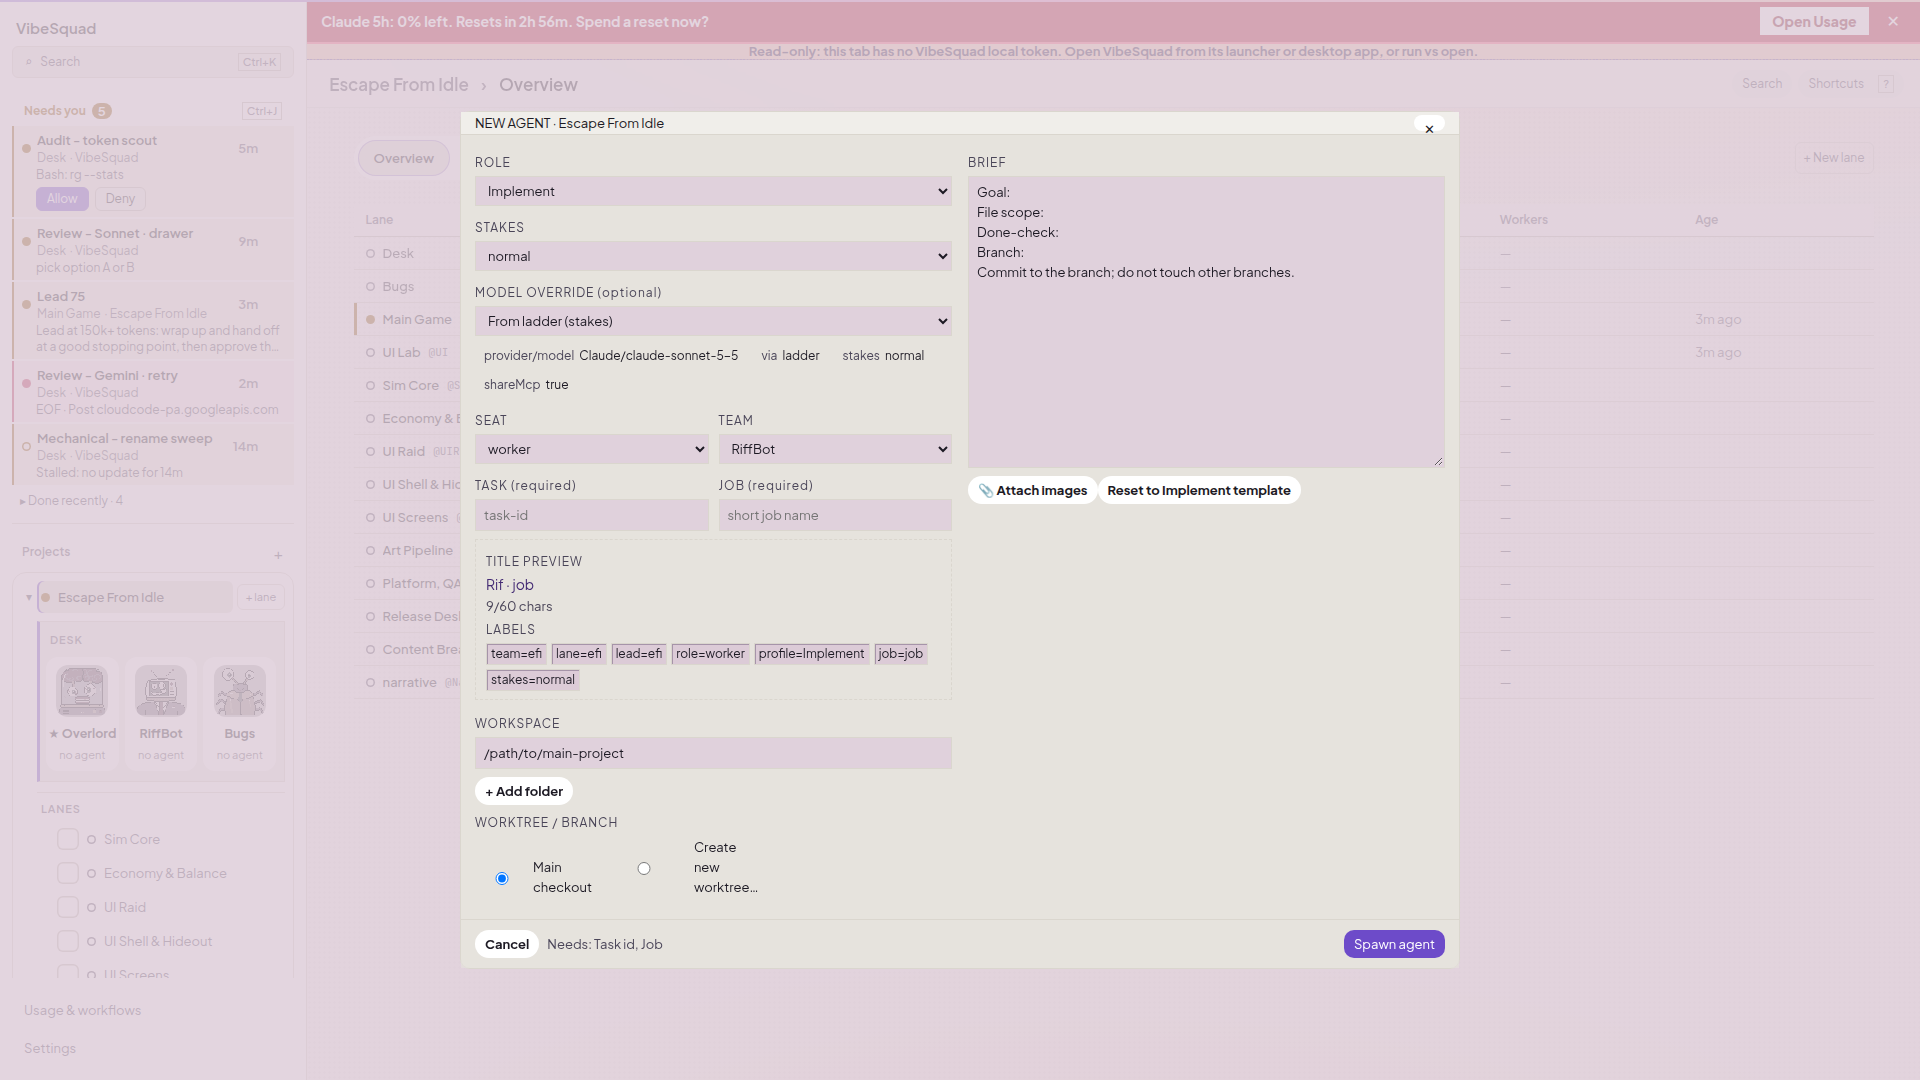 VibeSquad
Search
Ctrl+K
Needs you 5
Ctrl+J
Audit - token scout
5m
Desk · VibeSquad
Bash: rg --stats
Allow
Deny
Review - Sonnet · drawer
9m
Desk · VibeSquad
pick option A or B
Lead 75
3m
Main Game · Escape From Idle
Lead at 150k+ tokens: wrap up and hand off
at a good stopping point, then approve th...
Review - Gemini · retry
2m
Desk · VibeSquad
EOF · Post cloudcode-pa.googleapis.com
Mechanical - rename sweep
14m
Desk · VibeSquad
Stalled: no update for 14m
▸ Done recently · 4
Projects
+
▾ Escape From Idle
+ lane
DESK
★ Overlord
no agent
RiffBot
no agent
Bugs
no agent
LANES
Sim Core
Economy & Balance
UI Raid
UI Shell & Hideout
UI Screens
Usage & workflows
Settings
Claude 5h: 0% left. Resets in 2h 56m. Spend a reset now?
Open Usage
×
Read-only: this tab has no VibeSquad local token. Open VibeSquad from its launcher or desktop app, or run vs open.
Escape From Idle › Overview
Search
Shortcuts ?
Overview
+ New lane
Lane
Workers
Age
Desk
—
Bugs
—
Main Game
—
3m ago
UI Lab @UI
—
3m ago
Sim Core @S
—
Economy & E
—
UI Raid @UIR
—
UI Shell & Hic
—
UI Screens
—
Art Pipeline
—
Platform, QA
—
Release Desl
—
Content Brea
—
narrative @N
—
NEW AGENT · Escape From Idle
×
ROLE
Implement
STAKES
normal
MODEL OVERRIDE (optional)
From ladder (stakes)
provider/model Claude/claude-sonnet-5-5 via ladder stakes normal
shareMcp true
SEAT
worker
TEAM
RiffBot
TASK (required)
task-id
JOB (required)
short job name
TITLE PREVIEW
Rif · job
9/60 chars
LABELS
team=efi lane=efi lead=efi role=worker profile=Implement job=job
stakes=normal
WORKSPACE
/path/to/main-project
+ Add folder
WORKTREE / BRANCH
Main
checkout
Create
new
worktree...
BRIEF
Goal:
File scope:
Done-check:
Branch:
Commit to the branch; do not touch other branches.
📎 Attach images
Reset to Implement template
Cancel
Needs: Task id, Job
Spawn agent